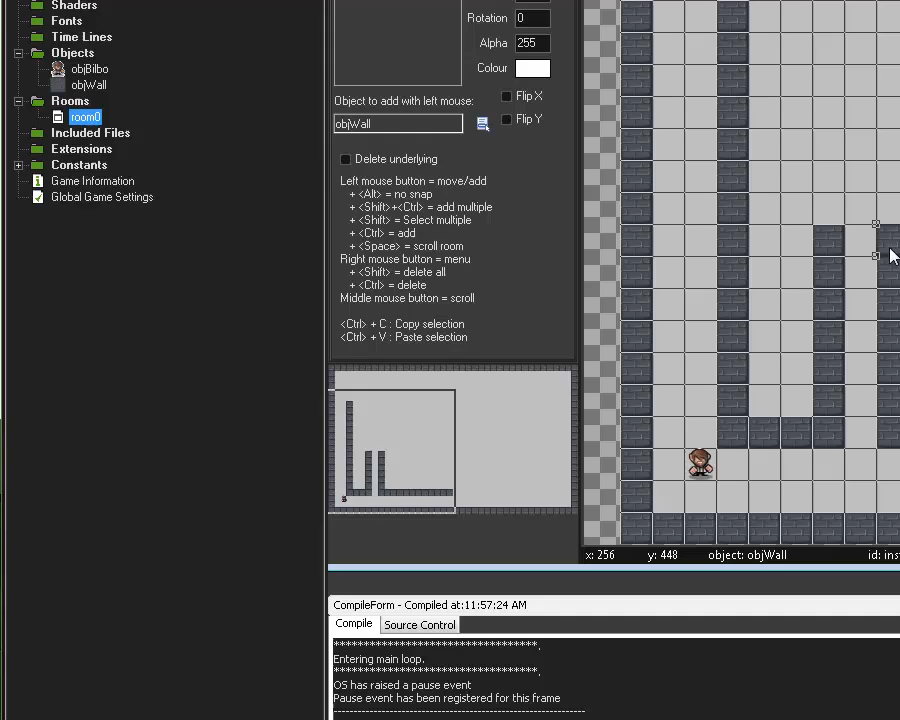 Shaders
Fonts
Time Lines
Objects
objBilbo
objWall
Rooms
room0
Included Files
Extensions
Constants
Game Information
Global Game Settings
Rotation 0
Alpha 255
Colour
Object to add with left mouse:
Flip X
objWall
Flip Y
Delete underlying
Left mouse button = move/add
+ <Alt> = no snap
+ <Shift>+<Ctrl> = add multiple
+ <Shift> = Select multiple
+ <Ctrl> = add
+ <Space> = scroll room
Right mouse button = menu
+ <Shift> = delete all
+ <Ctrl> = delete
Middle mouse button = scroll
<Ctrl> + C : Copy selection
<Ctrl> + V : Paste selection
x: 256 y: 448 object: objWall id: ins
CompileForm - Compiled at:11:57:24 AM
Compile Source Control
**********************************.
Entering main loop.
**********************************.
OS has raised a pause event
Pause event has been registered for this frame